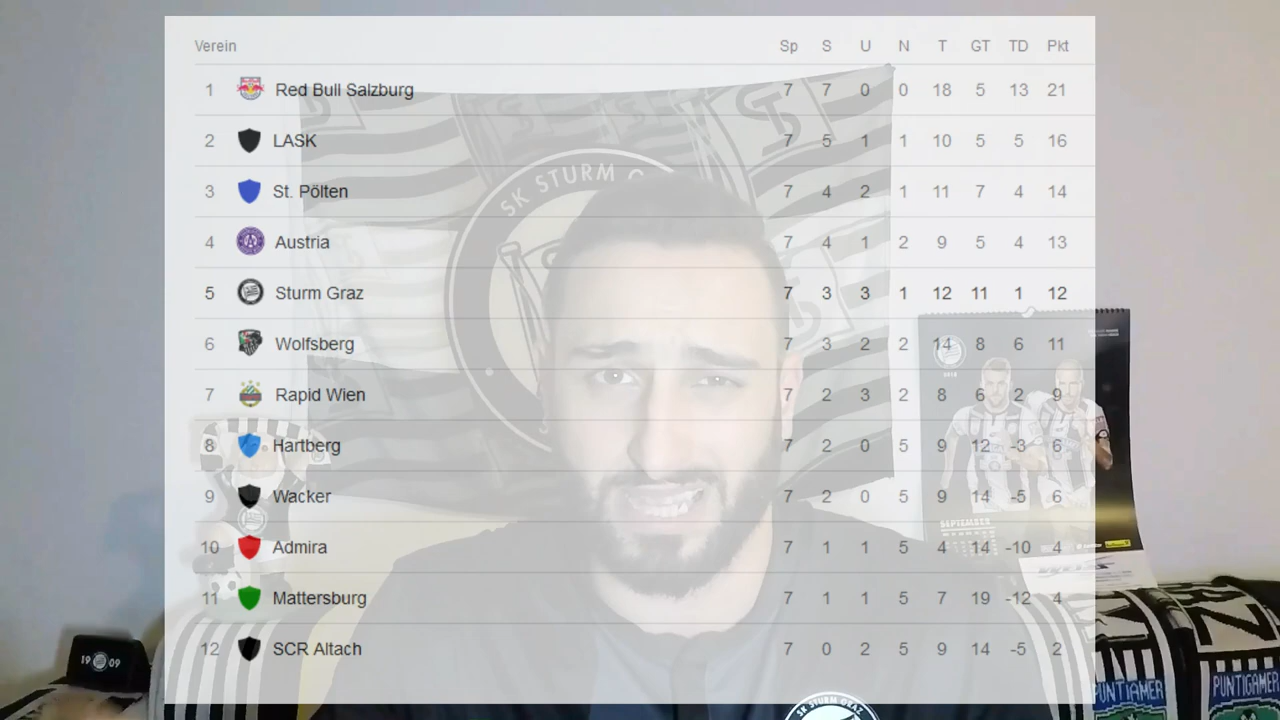 Verein Sp S U N T GT TD Pkt
1 Red Bull Salzburg 7 7 0 0 18 5 13 21
2 LASK 7 5 1 1 10 5 5 16
3 St. Pölten 7 4 2 1 11 7 4 14
4 Austria 7 4 1 2 9 5 4 13
5 Sturm Graz 7 3 3 1 12 11 1 12
6 Wolfsberg 7 3 2 2 14 8 6 11
7 Rapid Wien 7 2 3 2 8 6 2 9
8 Hartberg 7 2 0 5 9 12 -3 6
9 Wacker 7 2 0 5 9 14 -5 6
10 Admira 7 1 1 5 4 14 -10 4
11 Mattersburg 7 1 1 5 7 19 -12 4
12 SCR Altach 7 0 2 5 9 14 -5 2
SK STURM
SEPTEMBER
19 09
PUNTIGAMER
PUNTIGAMER
SK STURM GRAZ